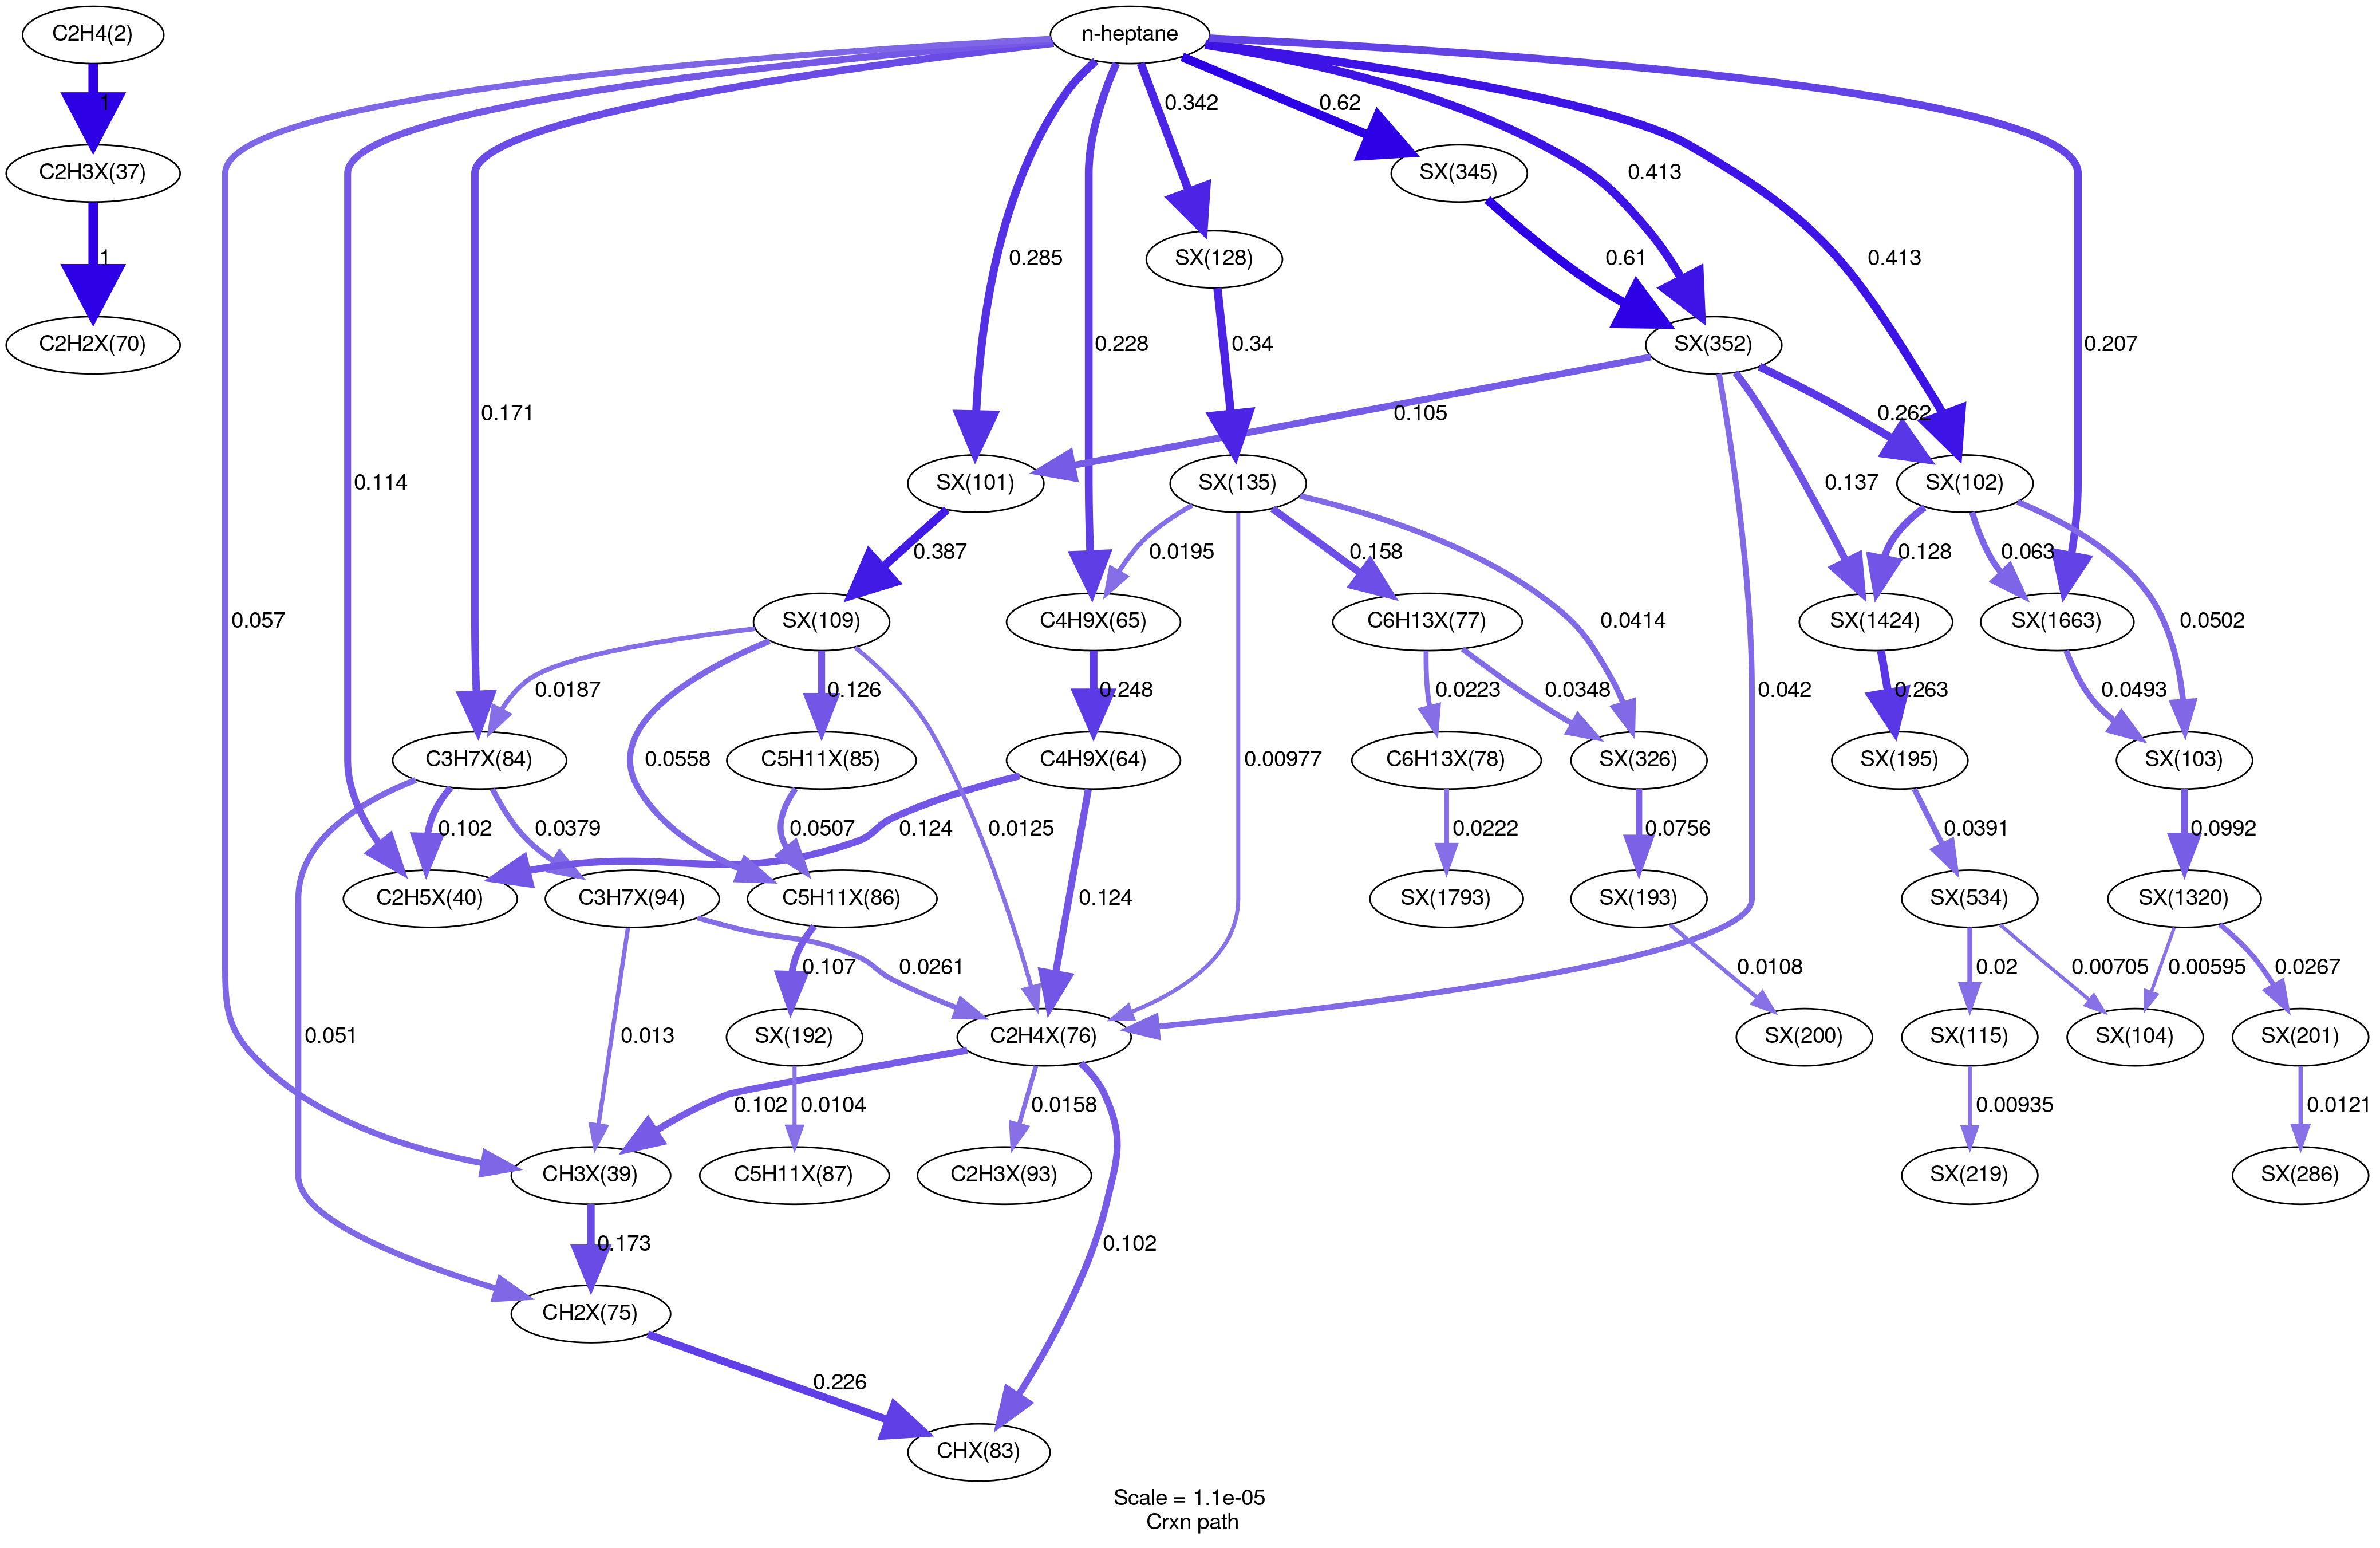 C2H4(2)
n-heptane
1
0.342
0.62
C2H3X(37)
SX(345)
0.413
1
0.285
SX(128)
0.61
0.413
C2H2X(70)
0.228
0.34
SX(352)
0.207
0.114
0.171
0.105
0.262
SX(101)
SX(135)
0.137
SX(102)
0.387
0.0195
0.158
0.128
0.063
0.057
SX(109)
C4H9X(65)
C6H13X(77)
0.0414
SX(1424)
SX(1663)
0.0502
0.0187
0.126
0.248
0.0223
0.0348
0.042
0.263
0.0493
C3H7X(84)
0.0558
C5H11X(85)
C4H9X(64)
0.00977
C6H13X(78)
SX(326)
SX(195)
SX(103)
0.102
0.0379
0.0507
0.124
0.0125
0.0222
0.0756
0.0391
0.0992
C2H5X(40)
C3H7X(94)
C5H11X(86)
0.124
SX(1793)
SX(193)
SX(534)
SX(1320)
0.107
0.0261
0.0108
0.02
0.00705
0.00595
0.0267
0.051
0.013
SX(192)
C2H4X(76)
SX(200)
SX(115)
SX(104)
SX(201)
0.102
0.0104
0.0158
0.00935
0.0121
CH3X(39)
C5H11X(87)
C2H3X(93)
SX(219)
SX(286)
0.173
0.102
CH2X(75)
0.226
CHX(83)
Scale = 1.1e-05
Crxn path